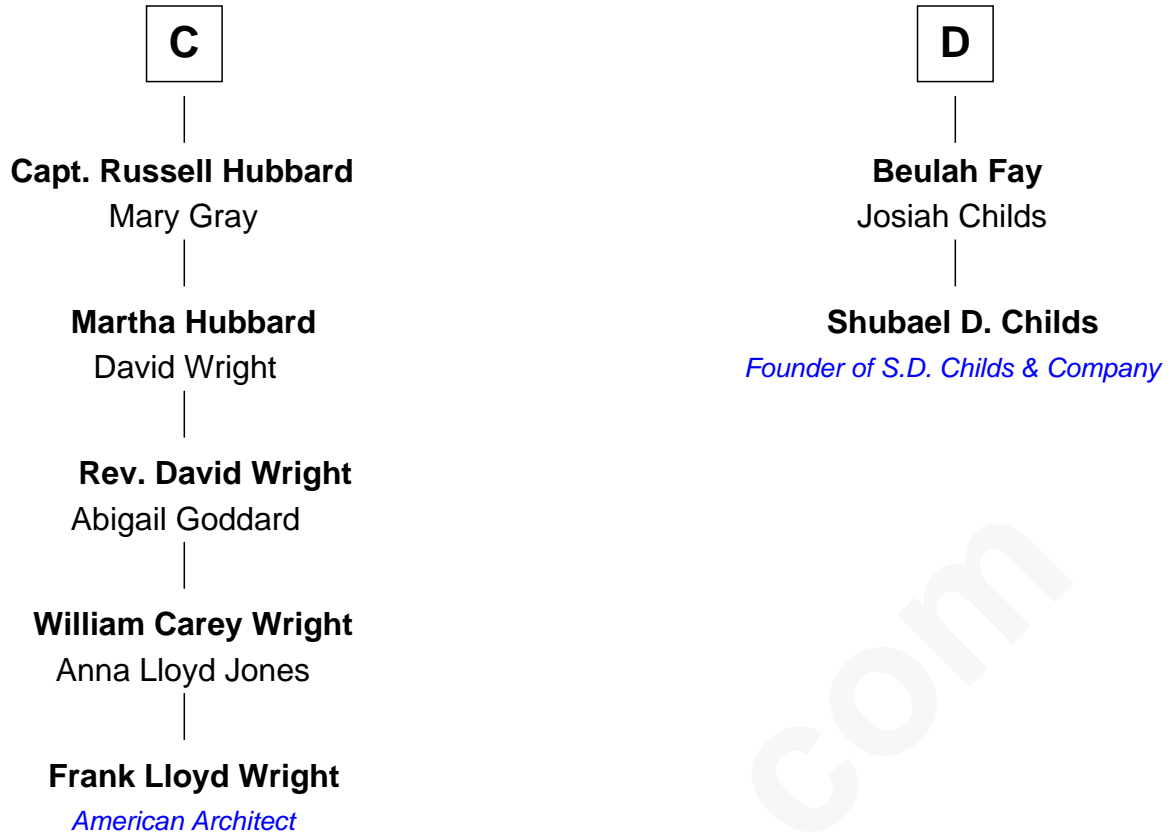 C
Capt. Russell Hubbard
Mary Gray
Martha Hubbard
David Wright
Rev. David Wright
Abigail Goddard
William Carey Wright
Anna Lloyd Jones
Frank Lloyd Wright
American Architect
D
Beulah Fay
Josiah Childs
Shubael D. Childs
Founder of S.D. Childs & Company
com